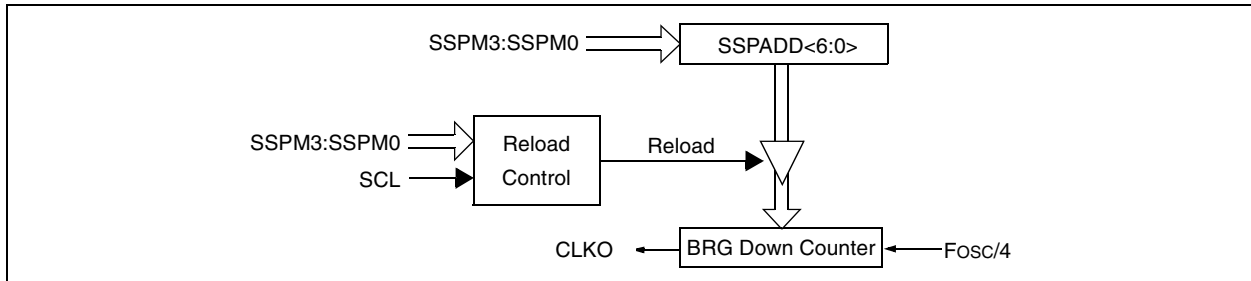 SSPM3:SSPM0
SSPADD<6:0>
SSPM3:SSPM0
SCL
Reload
Control
Reload
CLKO
BRG Down Counter
FOSC/4